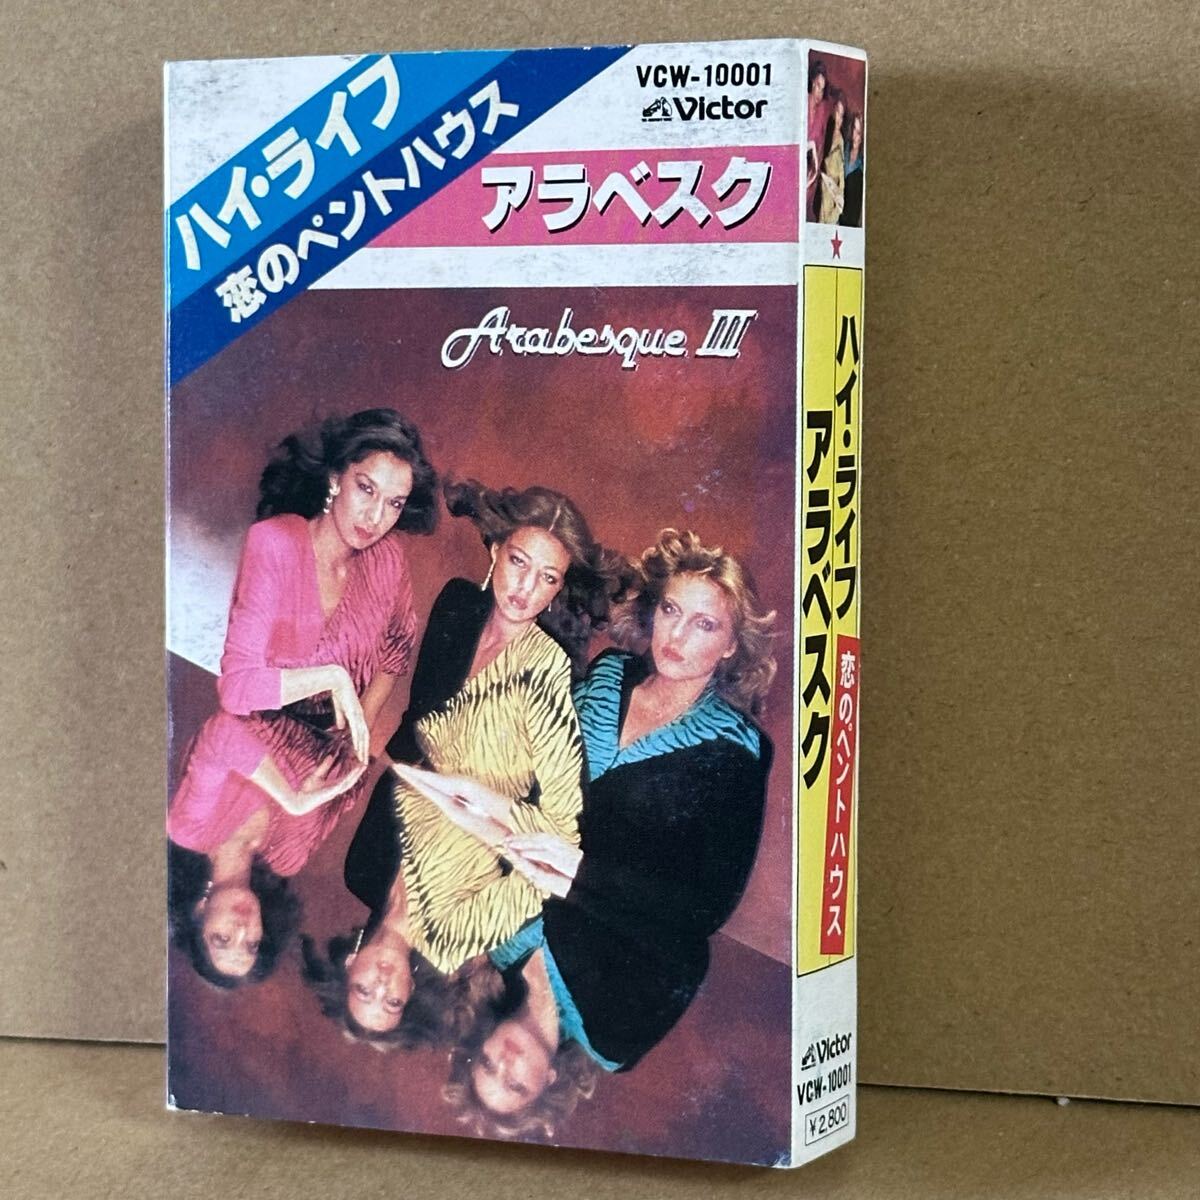 ハイ・ライフ
恋のペントハウス
VCW-10001
Victor
アラベスク
Arabesque III
ハイ・ライフ
恋のペントハウス
アラベスク
Victor
VCW-10001
¥2,800